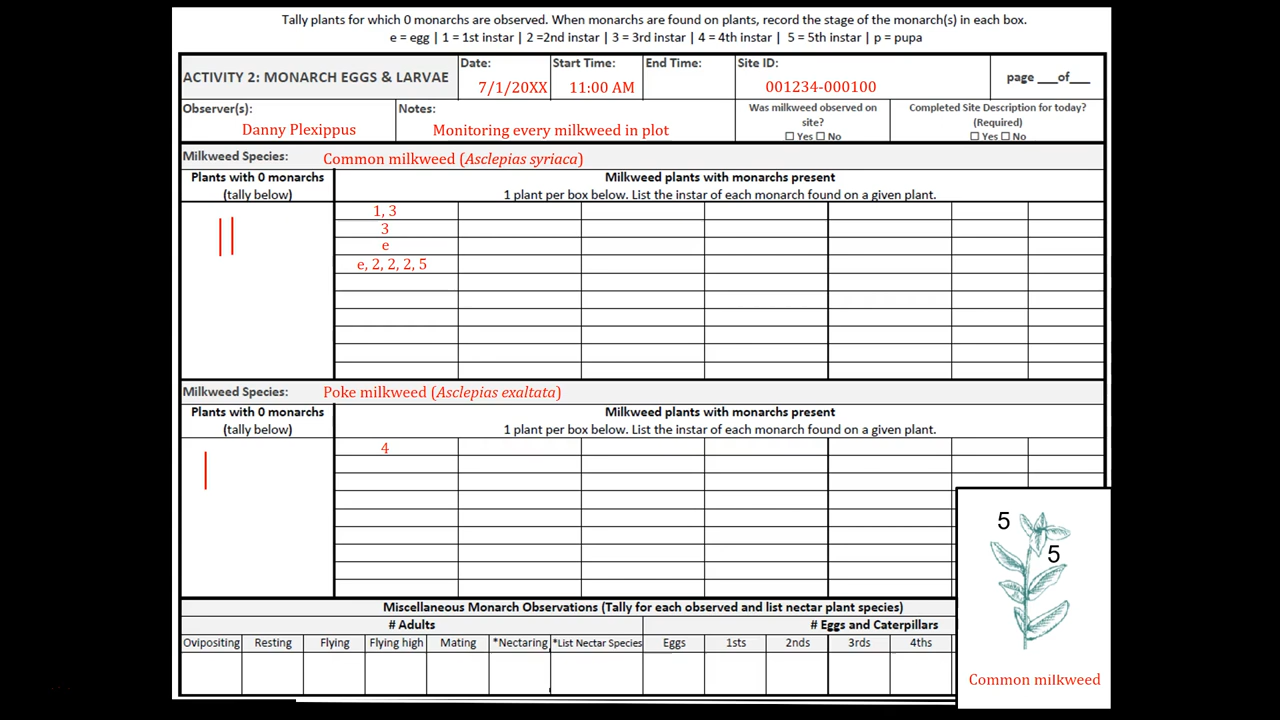 Tally plants for which 0 monarchs are observed. When monarchs are found on plants, record the stage of the monarch(s) in each box.
e = egg | 1 = 1st instar | 2 =2nd instar | 3 = 3rd instar | 4 = 4th instar | 5 = 5th instar | p = pupa
ACTIVITY 2: MONARCH EGGS & LARVAE
Date:
7/1/20XX
Start Time:
11:00 AM
End Time:
Site ID:
001234-000100
page ___of___
Observer(s):
Danny Plexippus
Notes:
Monitoring every milkweed in plot
Was milkweed observed on
site?
☐ Yes ☐ No
Completed Site Description for today?
(Required)
☐ Yes ☐ No
Milkweed Species: Common milkweed (Asclepias syriaca)
Plants with 0 monarchs
(tally below)
Milkweed plants with monarchs present
1 plant per box below. List the instar of each monarch found on a given plant.
||
1, 3
3
e
e, 2, 2, 2, 5
Milkweed Species: Poke milkweed (Asclepias exaltata)
Plants with 0 monarchs
(tally below)
Milkweed plants with monarchs present
1 plant per box below. List the instar of each monarch found on a given plant.
|
4
5
5
Common milkweed
Miscellaneous Monarch Observations (Tally for each observed and list nectar plant species)
# Adults
# Eggs and Caterpillars
Ovipositing Resting Flying Flying high Mating *Nectaring *List Nectar Species Eggs 1sts 2nds 3rds 4ths